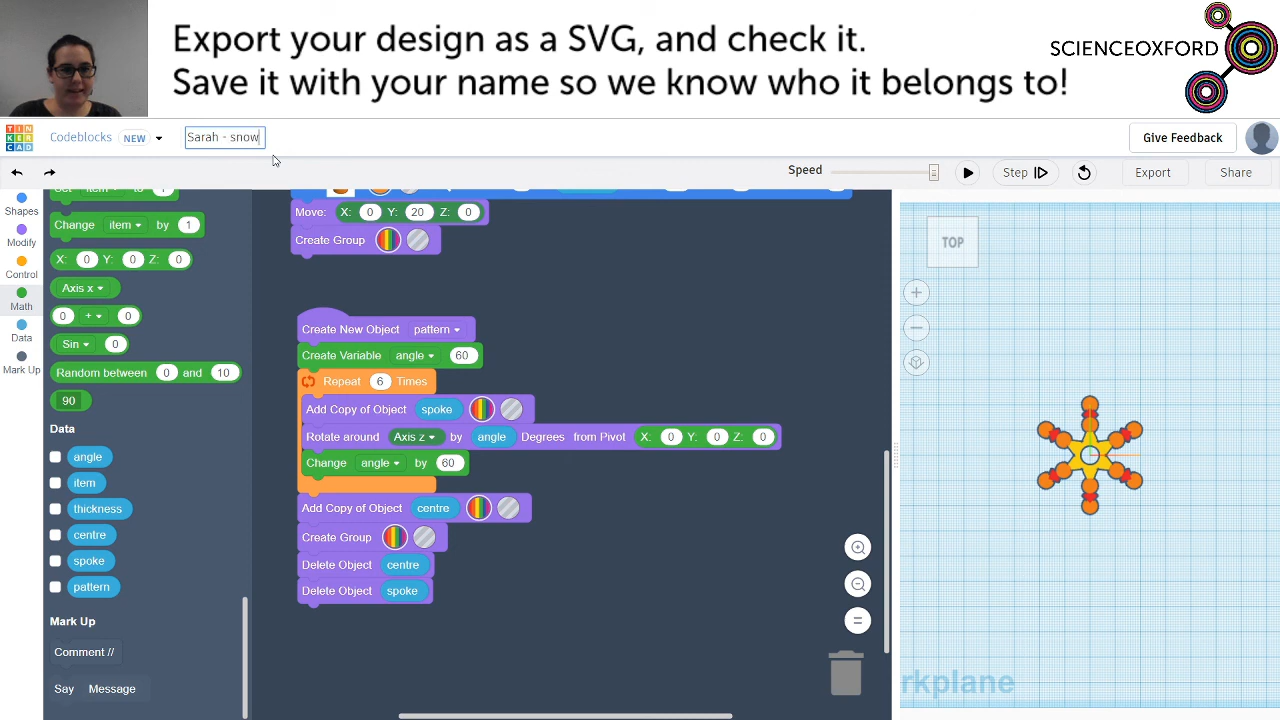 Export your design as a SVG, and check it.
Save it with your name so we know who it belongs to!
SCIENCEOXFORD
TIN
KER
CAD
Codeblocks NEW
Sarah - snow
Give Feedback
Speed
Step
Export
Share
Shapes
Modify
Control
Math
Data
Mark Up
Change item by 1
X: 0 Y: 0 Z: 0
Axis x
0 + 0
Sin 0
Random between 0 and 10
90
Data
angle
item
thickness
centre
spoke
pattern
Mark Up
Comment //
Say Message
Move: X: 0 Y: 20 Z: 0
Create Group
Create New Object pattern
Create Variable angle 60
Repeat 6 Times
Add Copy of Object spoke
Rotate around Axis z by angle Degrees from Pivot X: 0 Y: 0 Z: 0
Change angle by 60
Add Copy of Object centre
Create Group
Delete Object centre
Delete Object spoke
TOP
rkplane